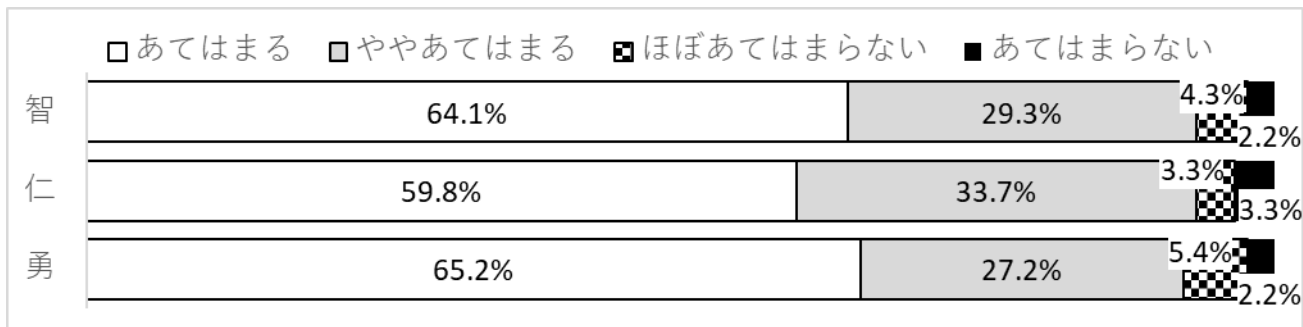 あてはまる ややあてはまる ほぼあてはまらない あてはまらない
智 64.1% 29.3% 4.3% 2.2%
仁 59.8% 33.7% 3.3% 3.3%
勇 65.2% 27.2% 5.4% 2.2%